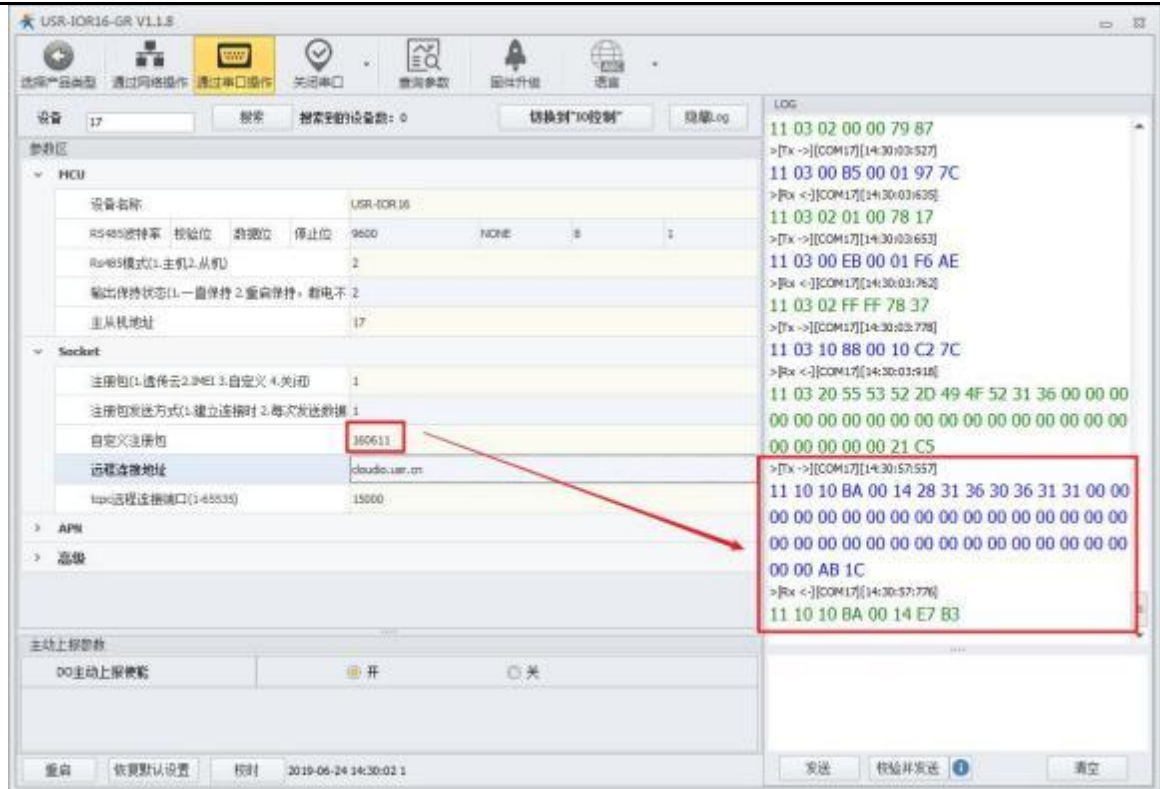 USR-IOR16-GR V1.1.8
选择产品类型 通过网络操作 通过串口操作 关闭串口 查询参数 固件升级 语言
设备 17 搜索 搜索到的设备数: 0 切换到"IO控制" 隐藏Log
参数区
MCU
设备名称 USR-IOR16
RS485波特率 校验位 数据位 停止位 9600 NONE 8 1
Rs485模式(1.主机2.从机) 2
输出保持状态(1.一直保持 2.重启保持，断电不 2
主从机地址 17
Socket
注册包(1.透传云2.IMEI 3.自定义 4.关闭) 1
注册包发送方式(1.建立连接时 2.每次发送数据 1
自定义注册包 160611
远程连接地址 cloudio.usr.cn
tcpc远程连接端口(1-65535) 15000
APN
高级
主动上报参数
DO主动上报使能 开 关
重启 恢复默认设置 校时 2019-06-24 14:30:02 1
LOG
11 03 02 00 00 79 87
>[Tx ->][COM17][14:30:03:527]
11 03 00 B5 00 01 97 7C
>[Rx <-][COM17][14:30:03:635]
11 03 02 01 00 78 17
>[Tx ->][COM17][14:30:03:653]
11 03 00 EB 00 01 F6 AE
>[Rx <-][COM17][14:30:03:762]
11 03 02 FF FF 78 37
>[Tx ->][COM17][14:30:03:778]
11 03 10 88 00 10 C2 7C
>[Rx <-][COM17][14:30:03:918]
11 03 20 55 53 52 2D 49 4F 52 31 36 00 00 00
00 00 00 00 00 00 00 00 00 00 00 00 00 00 00
00 00 00 00 00 21 C5
>[Tx ->][COM17][14:30:57:557]
11 10 10 BA 00 14 28 31 36 30 36 31 31 00 00
00 00 00 00 00 00 00 00 00 00 00 00 00 00 00
00 00 00 00 00 00 00 00 00 00 00 00 00 00 00
00 00 AB 1C
>[Rx <-][COM17][14:30:57:776]
11 10 10 BA 00 14 E7 B3
发送 校验并发送 清空